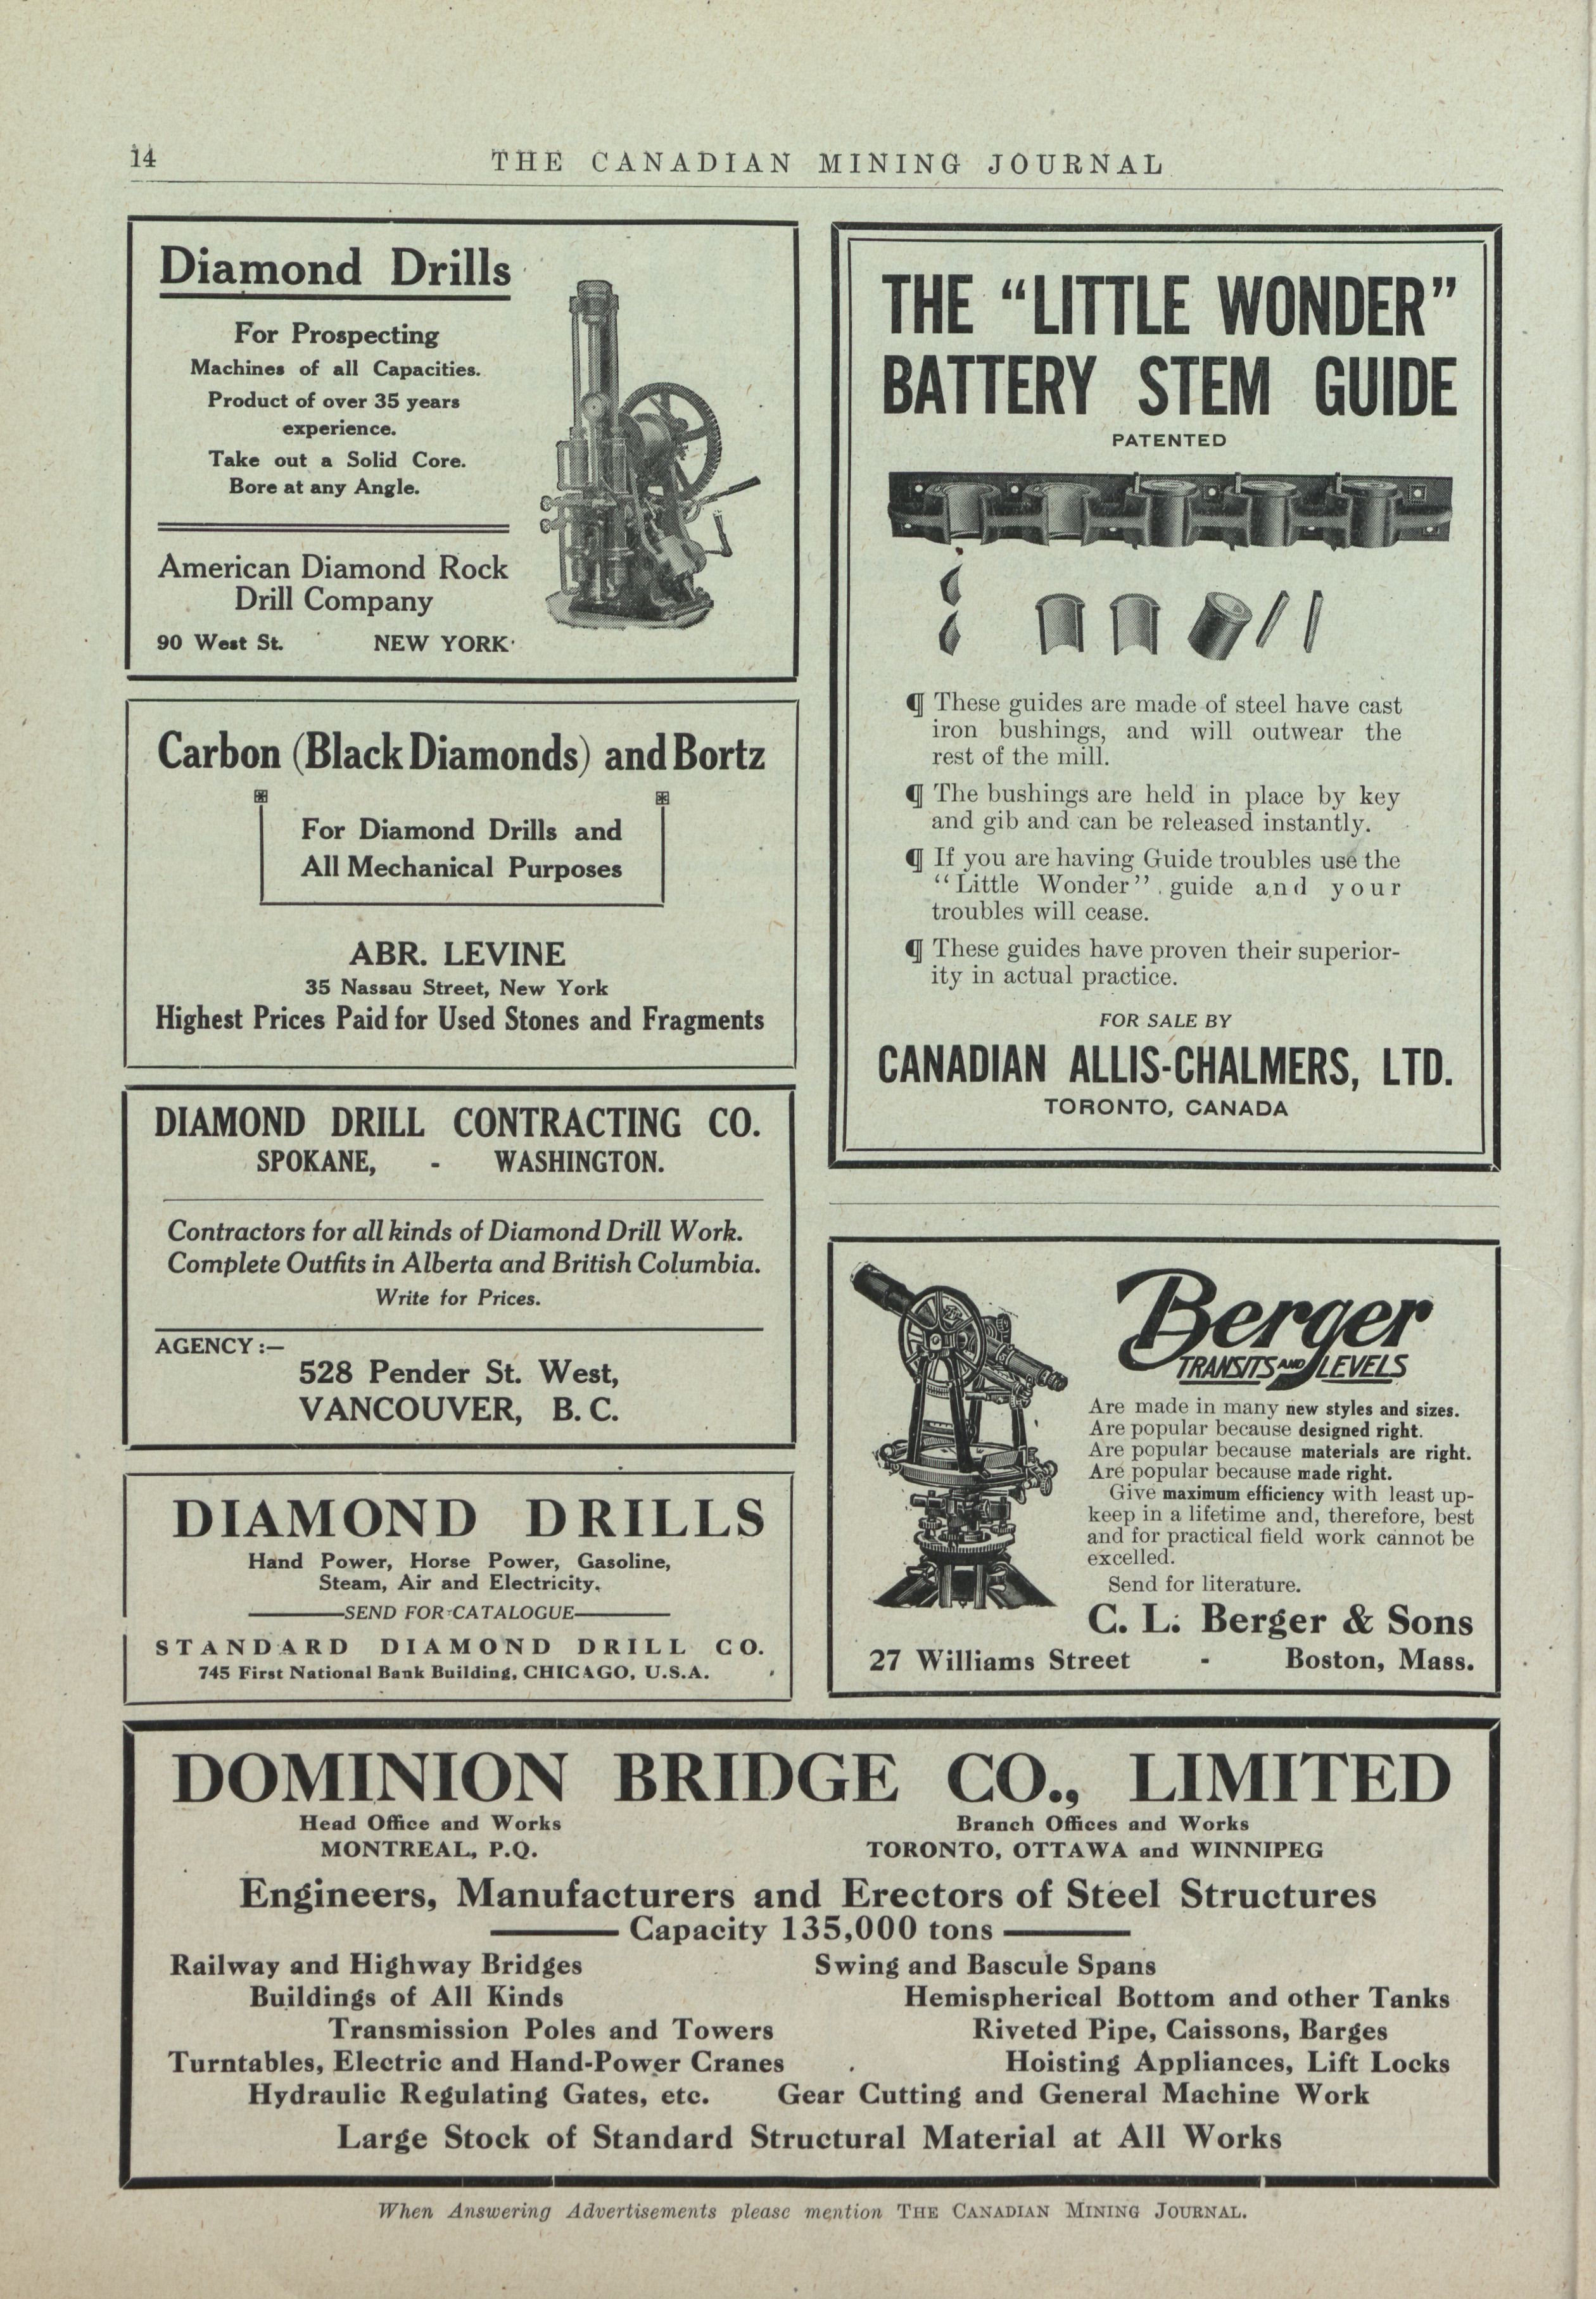 14
THE CANADIAN MINING JOURNAL
Diamond Drills
For Prospecting
Machines of all Capacities.
Product of over 35 years
experience.
Take out a Solid Core.
Bore at any Angle.
American Diamond Rock
Drill Company
90 West St. NEW YORK
Carbon (Black Diamonds) and Bortz
For Diamond Drills and
All Mechanical Purposes
ABR. LEVINE
35 Nassau Street, New York
Highest Prices Paid for Used Stones and Fragments
DIAMOND DRILL CONTRACTING CO.
SPOKANE, - WASHINGTON.
Contractors for all kinds of Diamond Drill Work.
Complete Outfits in Alberta and British Columbia.
Write for Prices.
AGENCY :—
528 Pender St. West,
VANCOUVER, B. C.
DIAMOND DRILLS
Hand Power, Horse Power, Gasoline,
Steam, Air and Electricity.
SEND FOR CATALOGUE
STANDARD DIAMOND DRILL CO.
745 First National Bank Building, CHICAGO, U.S.A.
THE “LITTLE WONDER”
BATTERY STEM GUIDE
PATENTED
¶ These guides are made of steel have cast
iron bushings, and will outwear the
rest of the mill.
¶ The bushings are held in place by key
and gib and can be released instantly.
¶ If you are having Guide troubles use the
“Little Wonder” guide and your
troubles will cease.
¶ These guides have proven their superior-
ity in actual practice.
FOR SALE BY
CANADIAN ALLIS-CHALMERS, LTD.
TORONTO, CANADA
Berger
TRANSITS AND LEVELS
Are made in many new styles and sizes.
Are popular because designed right.
Are popular because materials are right.
Are popular because made right.
Give maximum efficiency with least up-
keep in a lifetime and, therefore, best
and for practical field work cannot be
excelled.
Send for literature.
C. L. Berger & Sons
27 Williams Street - Boston, Mass.
DOMINION BRIDGE CO., LIMITED
Head Office and Works
MONTREAL, P.Q.
Branch Offices and Works
TORONTO, OTTAWA and WINNIPEG
Engineers, Manufacturers and Erectors of Steel Structures
Capacity 135,000 tons
Railway and Highway Bridges Swing and Bascule Spans
Buildings of All Kinds Hemispherical Bottom and other Tanks
Transmission Poles and Towers Riveted Pipe, Caissons, Barges
Turntables, Electric and Hand-Power Cranes Hoisting Appliances, Lift Locks
Hydraulic Regulating Gates, etc. Gear Cutting and General Machine Work
Large Stock of Standard Structural Material at All Works
When Answering Advertisements please mention THE CANADIAN MINING JOURNAL.